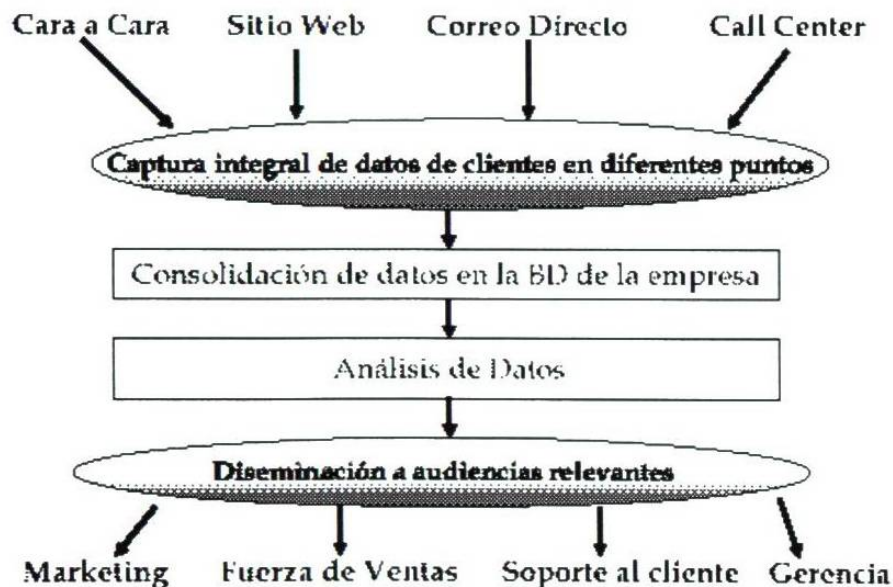 Cara a Cara Sitio Web Correo Directo Call Center
Captura integral de datos de clientes en diferentes puntos
Consolidación de datos en la BD de la empresa
Análisis de Datos
Diseminación a audiencias relevantes
Marketing Fuerza de Ventas Soporte al cliente Gerencia